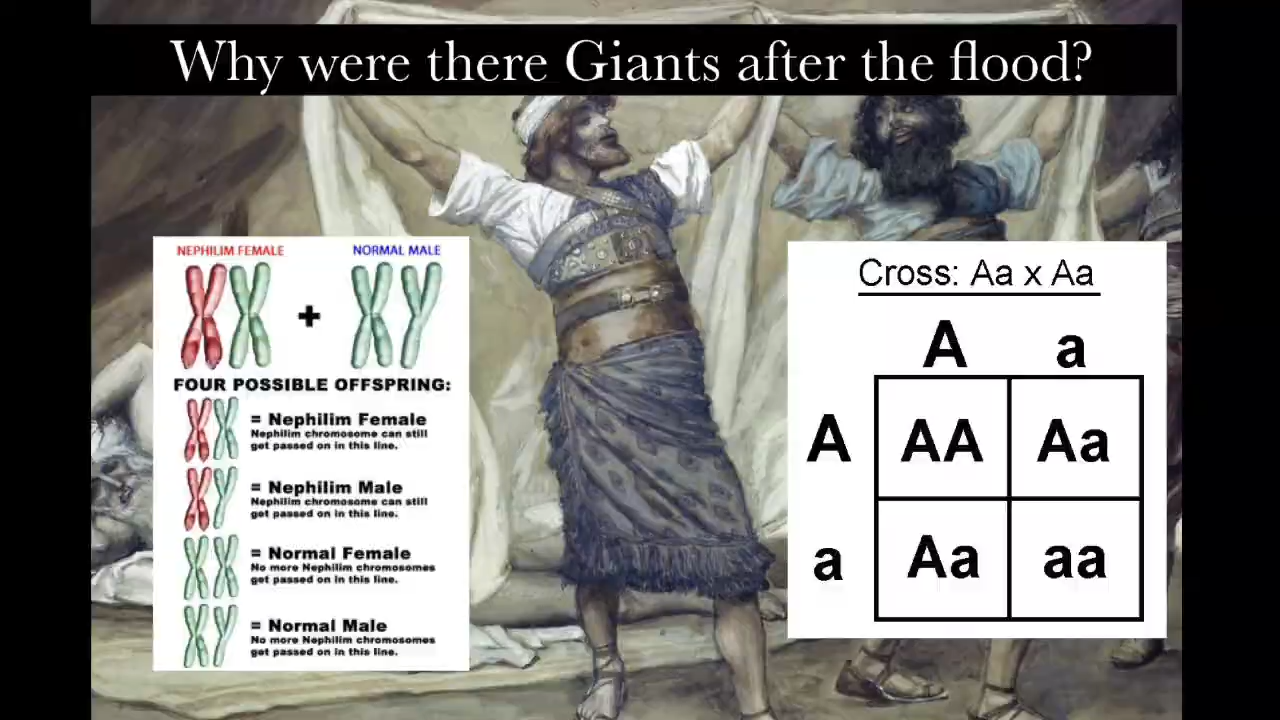 Why were there Giants after the flood?
NEPHILIM FEMALE
NORMAL MALE
+
FOUR POSSIBLE OFFSPRING:
= Nephilim Female
Nephilim chromosome can still
get passed on in this line.
= Nephilim Male
Nephilim chromosome can still
get passed on in this line.
= Normal Female
No more Nephilim chromosomes
get passed on in this line.
= Normal Male
No more Nephilim chromosomes
get passed on in this line.
Cross: Aa x Aa
A a
A AA Aa
a Aa aa